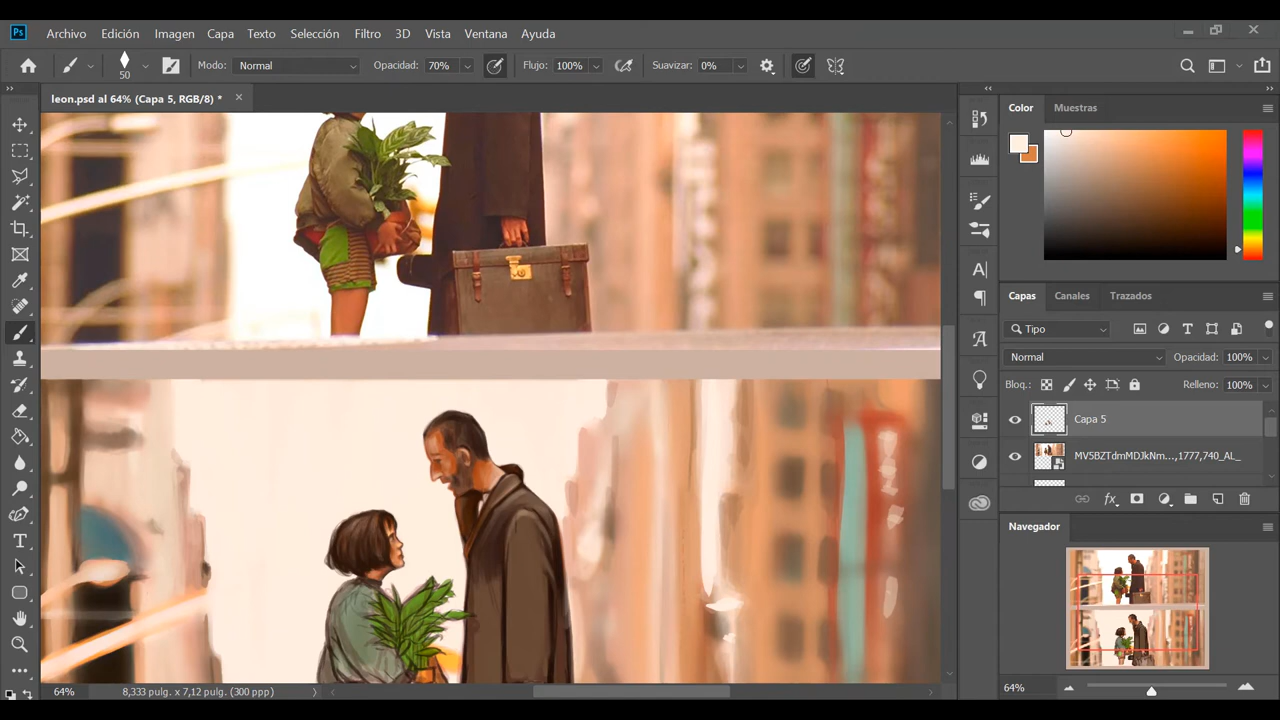 Ps Archivo Edición Imagen Capa Texto Selección Filtro 3D Vista Ventana Ayuda
50 Modo: Normal Opacidad: 70% Flujo: 100% Suavizar: 0%
leon.psd al 64% (Capa 5, RGB/8) *
Color Muestras
Capas Canales Trazados
Tipo
Normal Opacidad: 100%
Bloq.: Relleno: 100%
Capa 5
MV5BZTdmMDJkNm...,1777,740_AL_
fx
Navegador
64% 8,333 pulg. x 7,12 pulg. (300 ppp)
64%